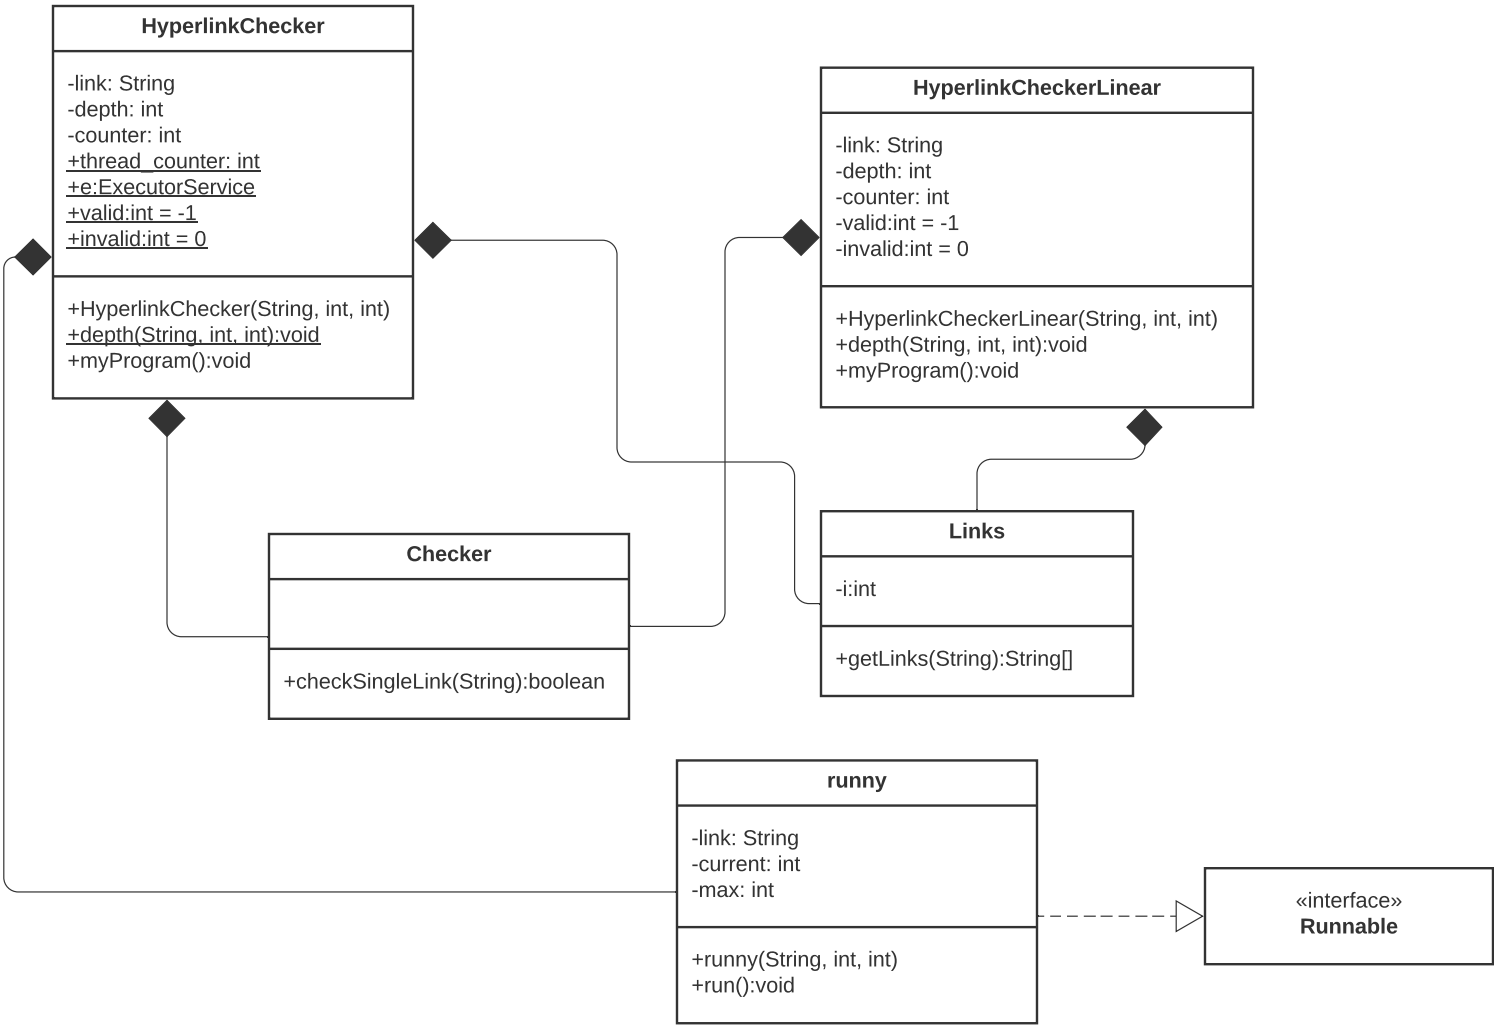 HyperlinkChecker
-link: String
-depth: int
-counter: int
+thread_counter: int
+e:ExecutorService
+valid:int = -1
+invalid:int = 0
+HyperlinkChecker(String, int, int)
+depth(String, int, int):void
+myProgram():void
HyperlinkCheckerLinear
-link: String
-depth: int
-counter: int
-valid:int = -1
-invalid:int = 0
+HyperlinkCheckerLinear(String, int, int)
+depth(String, int, int):void
+myProgram():void
Checker
+checkSingleLink(String):boolean
Links
-i:int
+getLinks(String):String[]
runny
-link: String
-current: int
-max: int
+runny(String, int, int)
+run():void
«interface»
Runnable